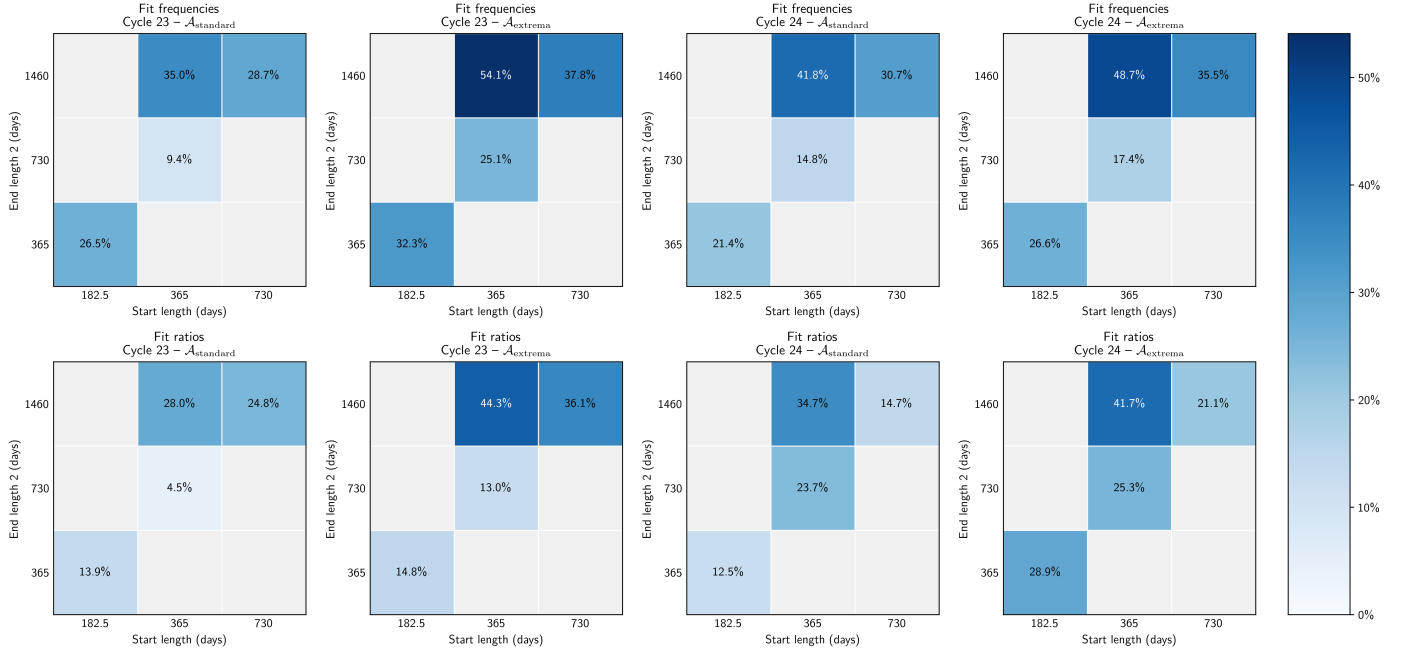 Fit frequencies
Cycle 23 – 𝒜standard
1460
730
365
End length 2 (days)
35.0%
28.7%
9.4%
26.5%
182.5
365
730
Start length (days)
Fit frequencies
Cycle 23 – 𝒜extrema
1460
730
365
End length 2 (days)
54.1%
37.8%
25.1%
32.3%
182.5
365
730
Start length (days)
Fit frequencies
Cycle 24 – 𝒜standard
1460
730
365
End length 2 (days)
41.8%
30.7%
14.8%
21.4%
182.5
365
730
Start length (days)
Fit frequencies
Cycle 24 – 𝒜extrema
1460
730
365
End length 2 (days)
48.7%
35.5%
17.4%
26.6%
182.5
365
730
Start length (days)
Fit ratios
Cycle 23 – 𝒜standard
1460
730
365
End length 2 (days)
28.0%
24.8%
4.5%
13.9%
182.5
365
730
Start length (days)
Fit ratios
Cycle 23 – 𝒜extrema
1460
730
365
End length 2 (days)
44.3%
36.1%
13.0%
14.8%
182.5
365
730
Start length (days)
Fit ratios
Cycle 24 – 𝒜standard
1460
730
365
End length 2 (days)
34.7%
14.7%
23.7%
12.5%
182.5
365
730
Start length (days)
Fit ratios
Cycle 24 – 𝒜extrema
1460
730
365
End length 2 (days)
41.7%
21.1%
25.3%
28.9%
182.5
365
730
Start length (days)
50%
40%
30%
20%
10%
0%